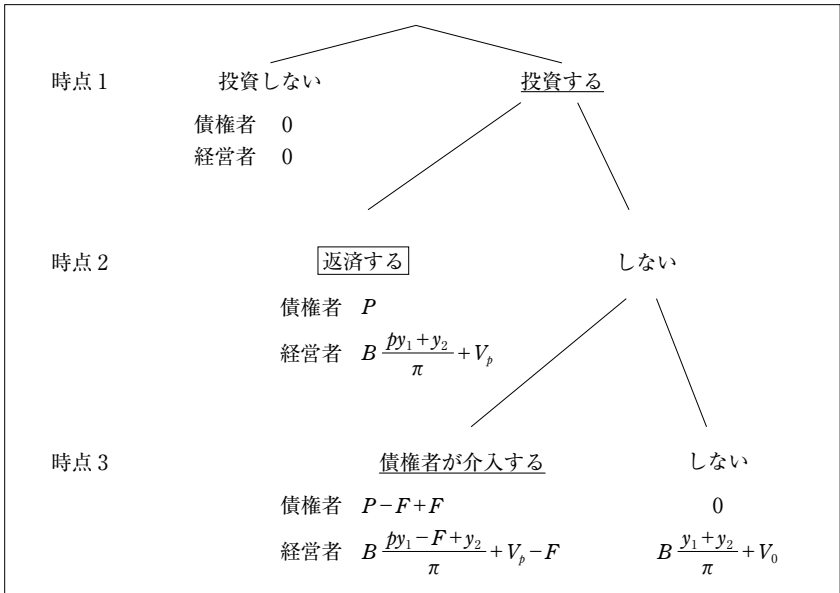 時点1 投資しない 投資する
債権者 0
経営者 0
時点2 返済する しない
債権者 P
経営者 B (py₁+y₂)/π + Vₚ
時点3 債権者が介入する しない
債権者 P−F+F 0
経営者 B (py₁−F+y₂)/π + Vₚ−F B (y₁+y₂)/π + V₀